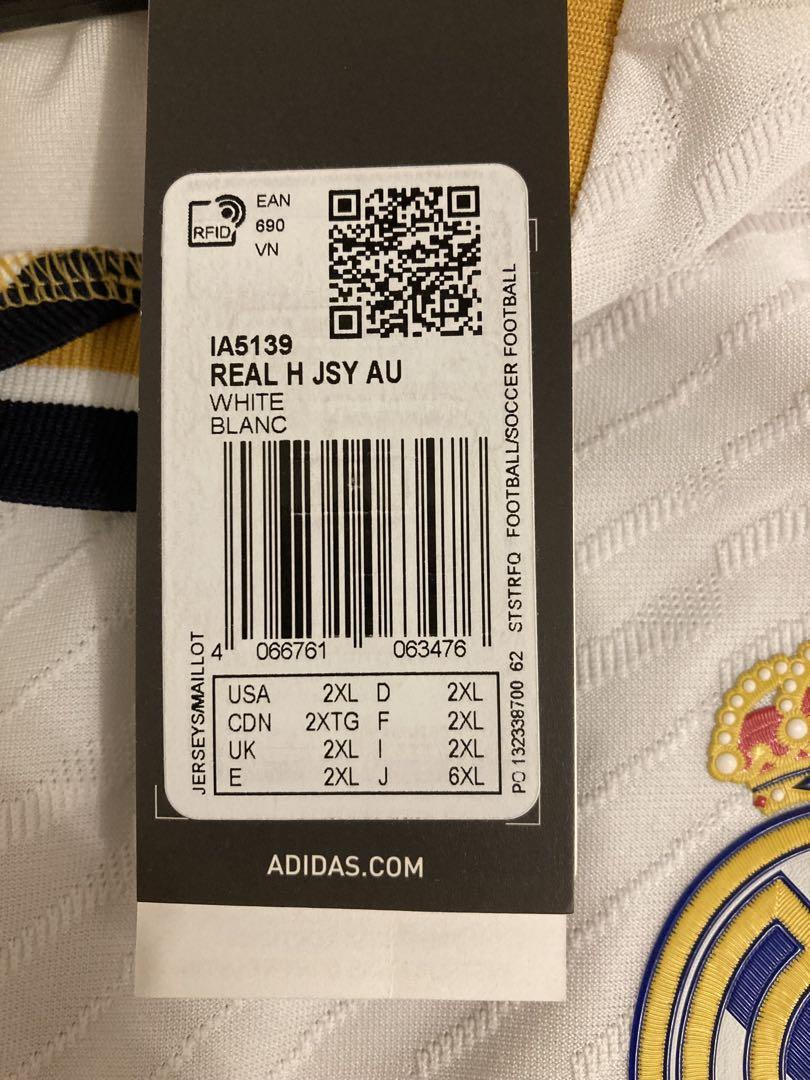 RFID
EAN
690
VN
IA5139
REAL H JSY AU
WHITE
BLANC
4 066761 063476
JERSEYS/MAILLOT
PO 132338700 62 STSTRFQ FOOTBALL/SOCCER FOOTBALL
USA 2XL D 2XL
CDN 2XTG F 2XL
UK 2XL I 2XL
E 2XL J 6XL
ADIDAS.COM